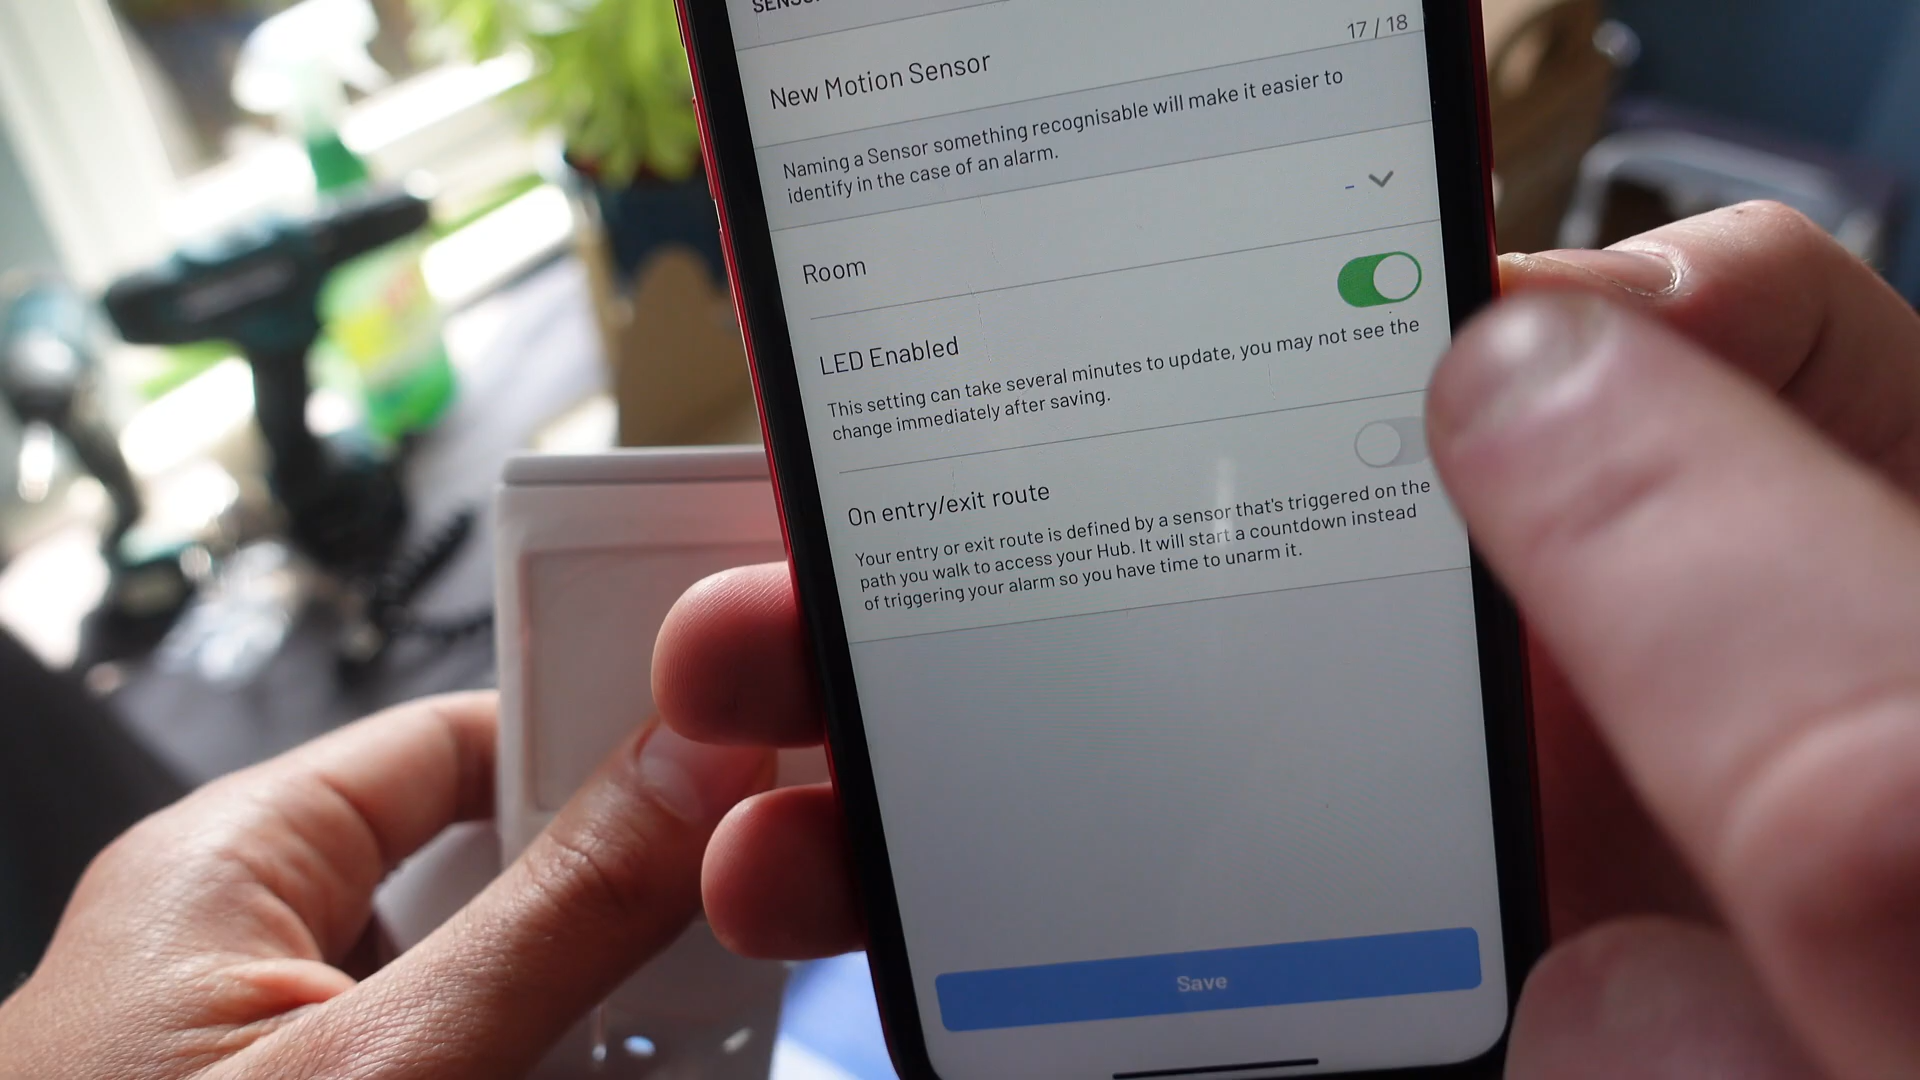 17 / 18
New Motion Sensor
Naming a Sensor something recognisable will make it easier to
identify in the case of an alarm.
-
Room
LED Enabled
This setting can take several minutes to update, you may not see the
change immediately after saving.
On entry/exit route
Your entry or exit route is defined by a sensor that's triggered on the
path you walk to access your Hub. It will start a countdown instead
of triggering your alarm so you have time to unarm it.
Save